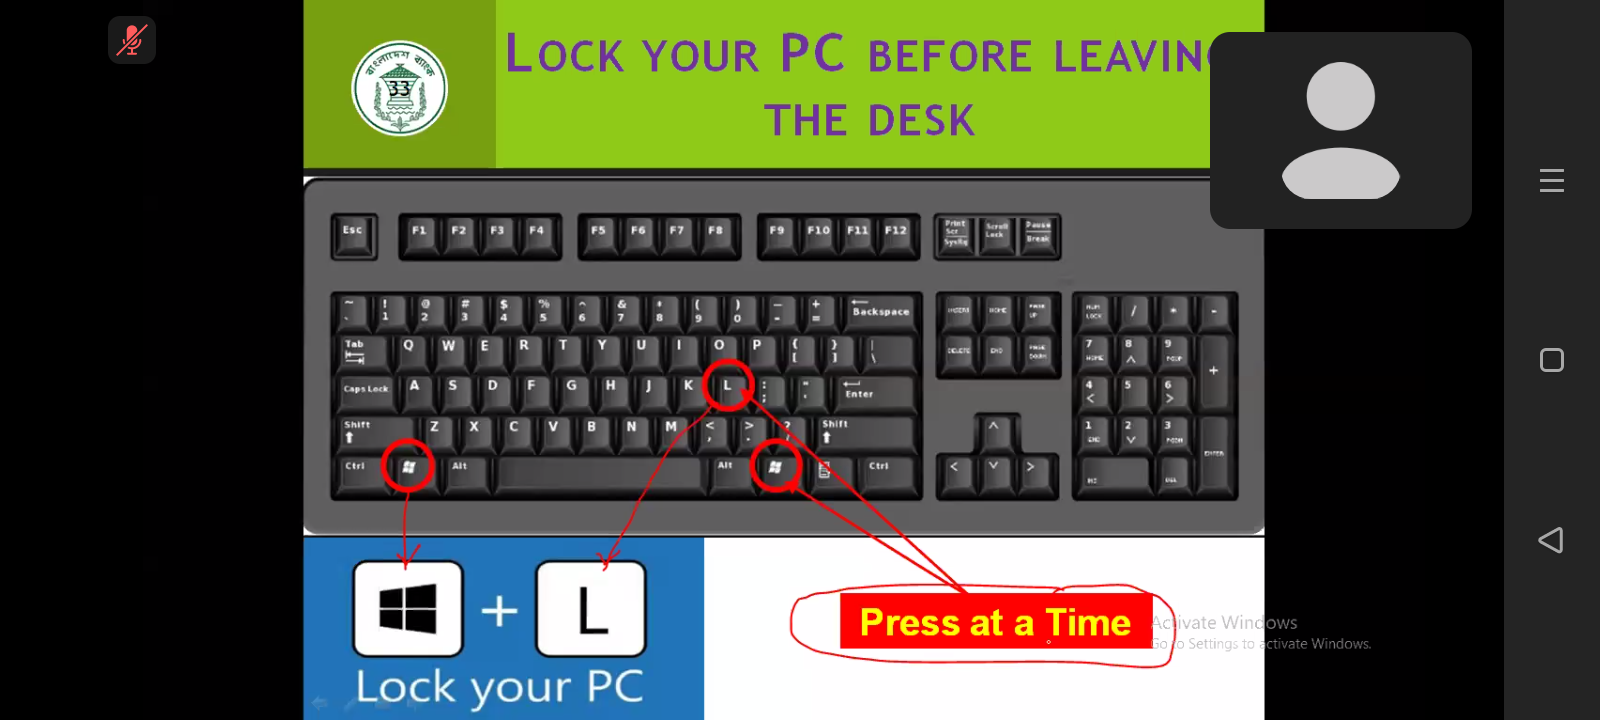 LOCK YOUR PC BEFORE LEAVING
THE DESK
বাংলাদেশ ব্যাংক
33
Esc F1 F2 F3 F4 F5 F6 F7 F8 F9 F10 F11 F12 Print Scr SysRq Scroll Lock Pause Break
~ ! @ # $ % ^ & * ( ) _ + Backspace
` 1 2 3 4 5 6 7 8 9 0 - =
INSERT HOME PAGE UP NUM LOCK / * -
Tab Q W E R T Y U I O P { [ } ] | \
DELETE END PAGE DOWN 7 HOME 8 9 PGUP +
Caps Lock A S D F G H J K L : ; " ' Enter
4 5 6
Shift Z X C V B N M < , > . ? / Shift
1 END 2 3 PGDN ENTER
Ctrl Alt Alt Ctrl
INS DEL
+ L
Lock your PC
Press at a Time
Activate Windows
Go to Settings to activate Windows.